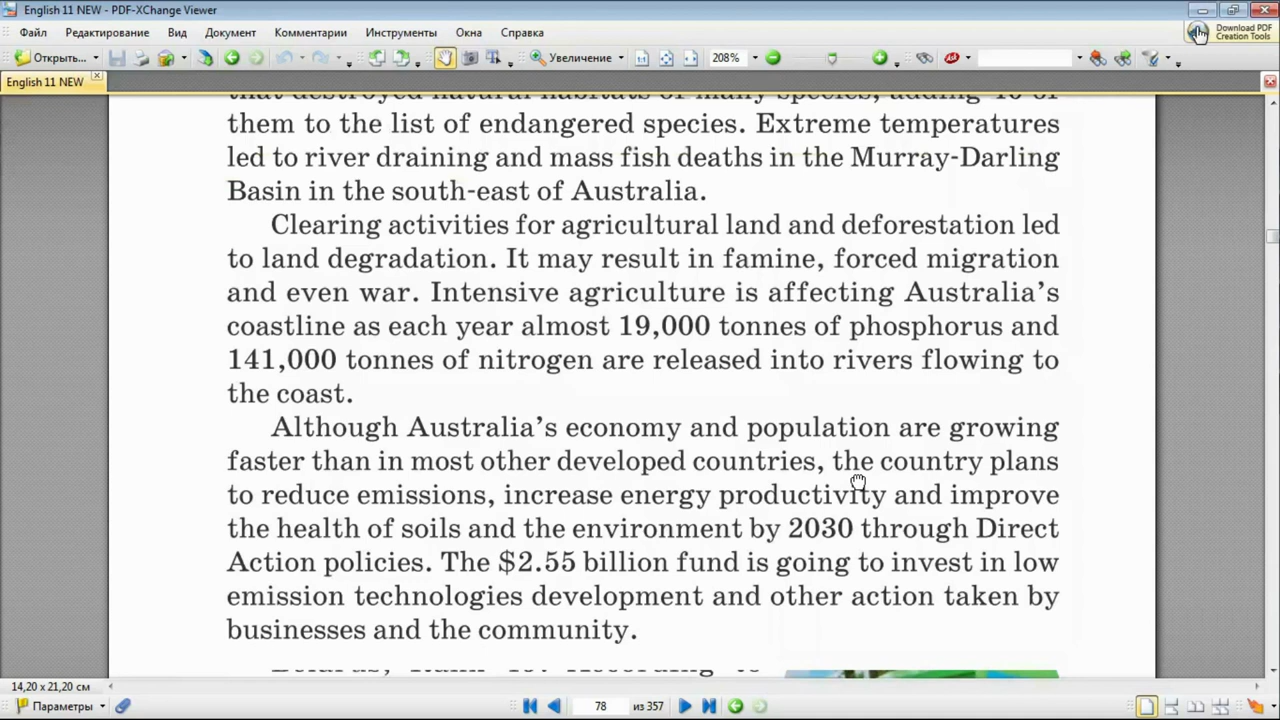 English 11 NEW - PDF-XChange Viewer
Файл Редактирование Вид Документ Комментарии Инструменты Окна Справка
Download PDF
Creation Tools
Открыть... Увеличение 208%
English 11 NEW
that destroyed natural habitats of many species, adding 40 of
them to the list of endangered species. Extreme temperatures
led to river draining and mass fish deaths in the Murray-Darling
Basin in the south-east of Australia.
Clearing activities for agricultural land and deforestation led
to land degradation. It may result in famine, forced migration
and even war. Intensive agriculture is affecting Australia’s
coastline as each year almost 19,000 tonnes of phosphorus and
141,000 tonnes of nitrogen are released into rivers flowing to
the coast.
Although Australia’s economy and population are growing
faster than in most other developed countries, the country plans
to reduce emissions, increase energy productivity and improve
the health of soils and the environment by 2030 through Direct
Action policies. The $2.55 billion fund is going to invest in low
emission technologies development and other action taken by
businesses and the community.
Belarus, Rank 49. According to
14,20 x 21,20 см
Параметры 78 из 357